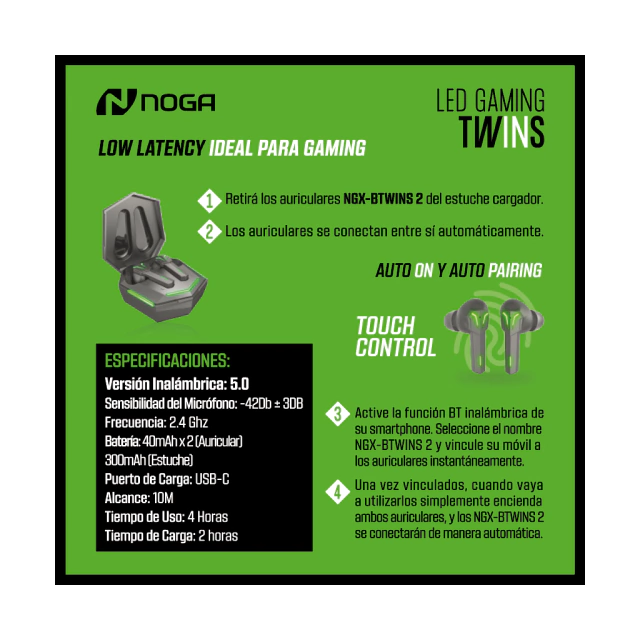 NOGA
LED GAMING
TWINS
LOW LATENCY IDEAL PARA GAMING
1 Retirá los auriculares NGX-BTWINS 2 del estuche cargador.
2 Los auriculares se conectan entre sí automáticamente.
AUTO ON Y AUTO PAIRING
TOUCH
CONTROL
ESPECIFICACIONES:
Versión Inalámbrica: 5.0
Sensibilidad del Micrófono: -42Db ± 3DB
Frecuencia: 2.4 Ghz
Batería: 40mAh x 2 (Auricular)
300mAh (Estuche)
Puerto de Carga: USB-C
Alcance: 10M
Tiempo de Uso: 4 Horas
Tiempo de Carga: 2 horas
3 Active la función BT inalámbrica de
su smartphone. Seleccione el nombre
NGX-BTWINS 2 y vincule su móvil a
los auriculares instantáneamente.
4 Una vez vinculados, cuando vaya
a utilizarlos simplemente encienda
ambos auriculares, y los NGX-BTWINS 2
se conectarán de manera automática.